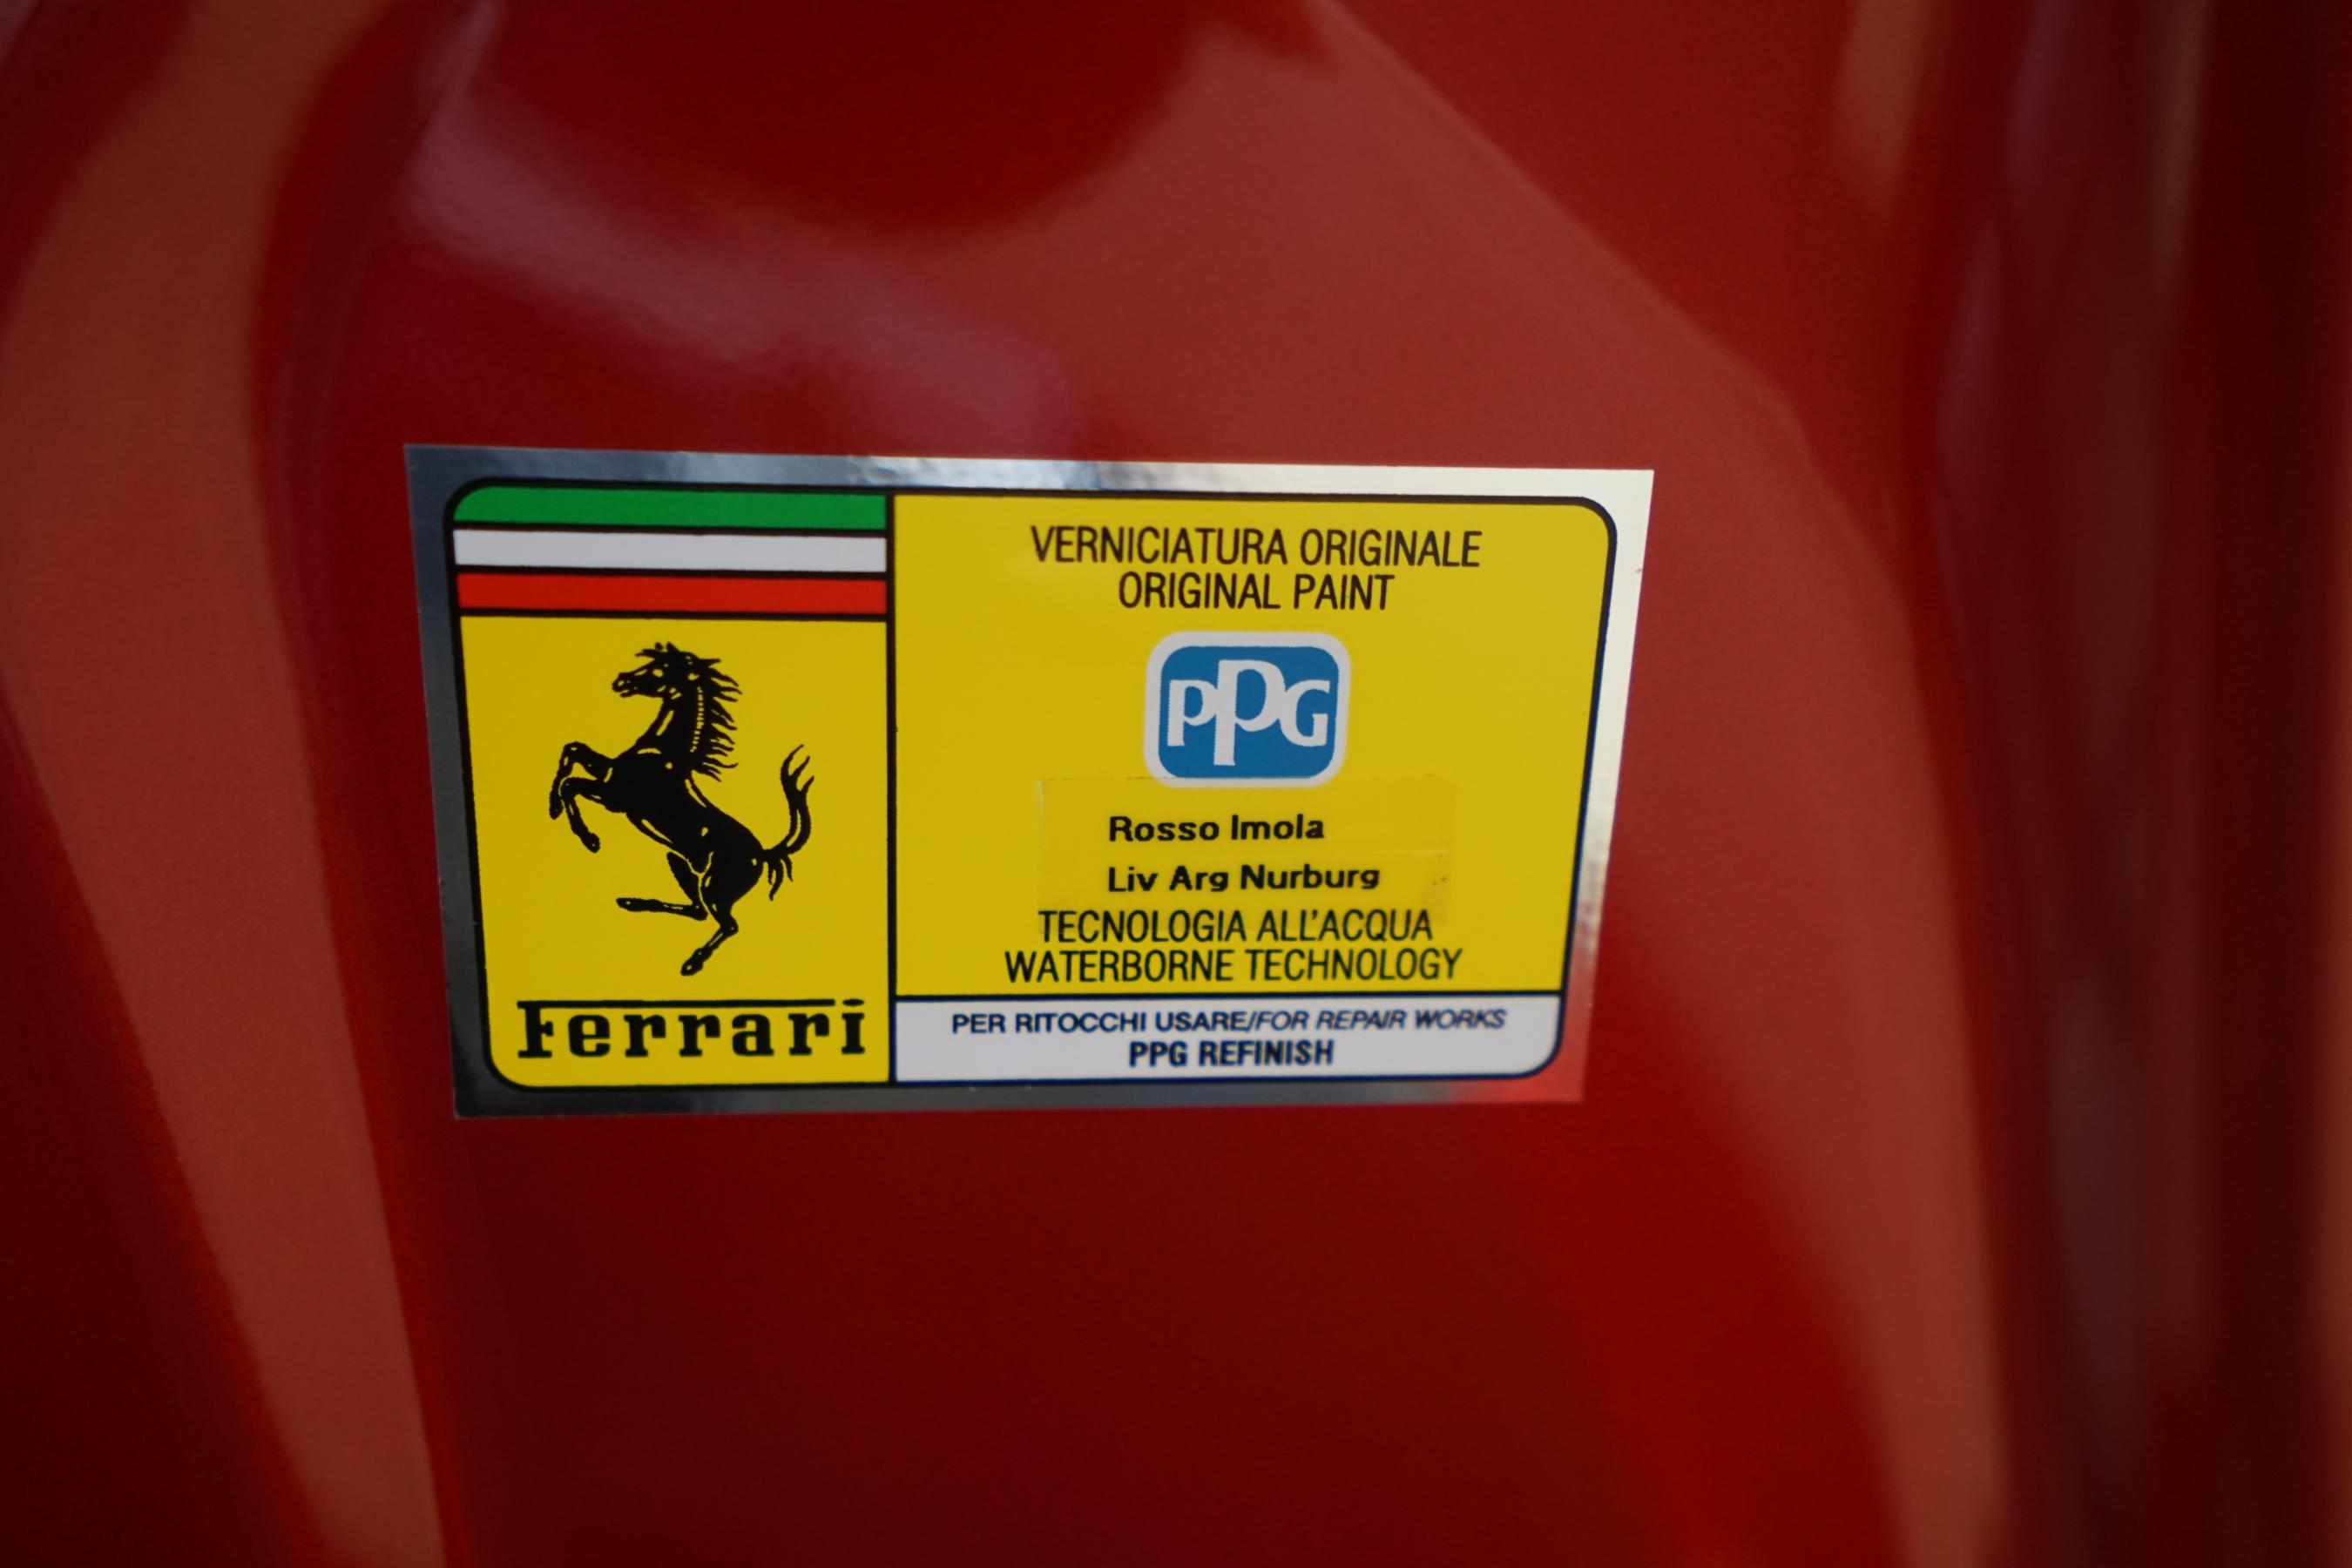 VERNICIATURA ORIGINALE
ORIGINAL PAINT
PPG
Rosso Imola
Liv Arg Nurburg
TECNOLOGIA ALL'ACQUA
WATERBORNE TECHNOLOGY
Ferrari
PER RITOCCHI USARE/FOR REPAIR WORKS
PPG REFINISH